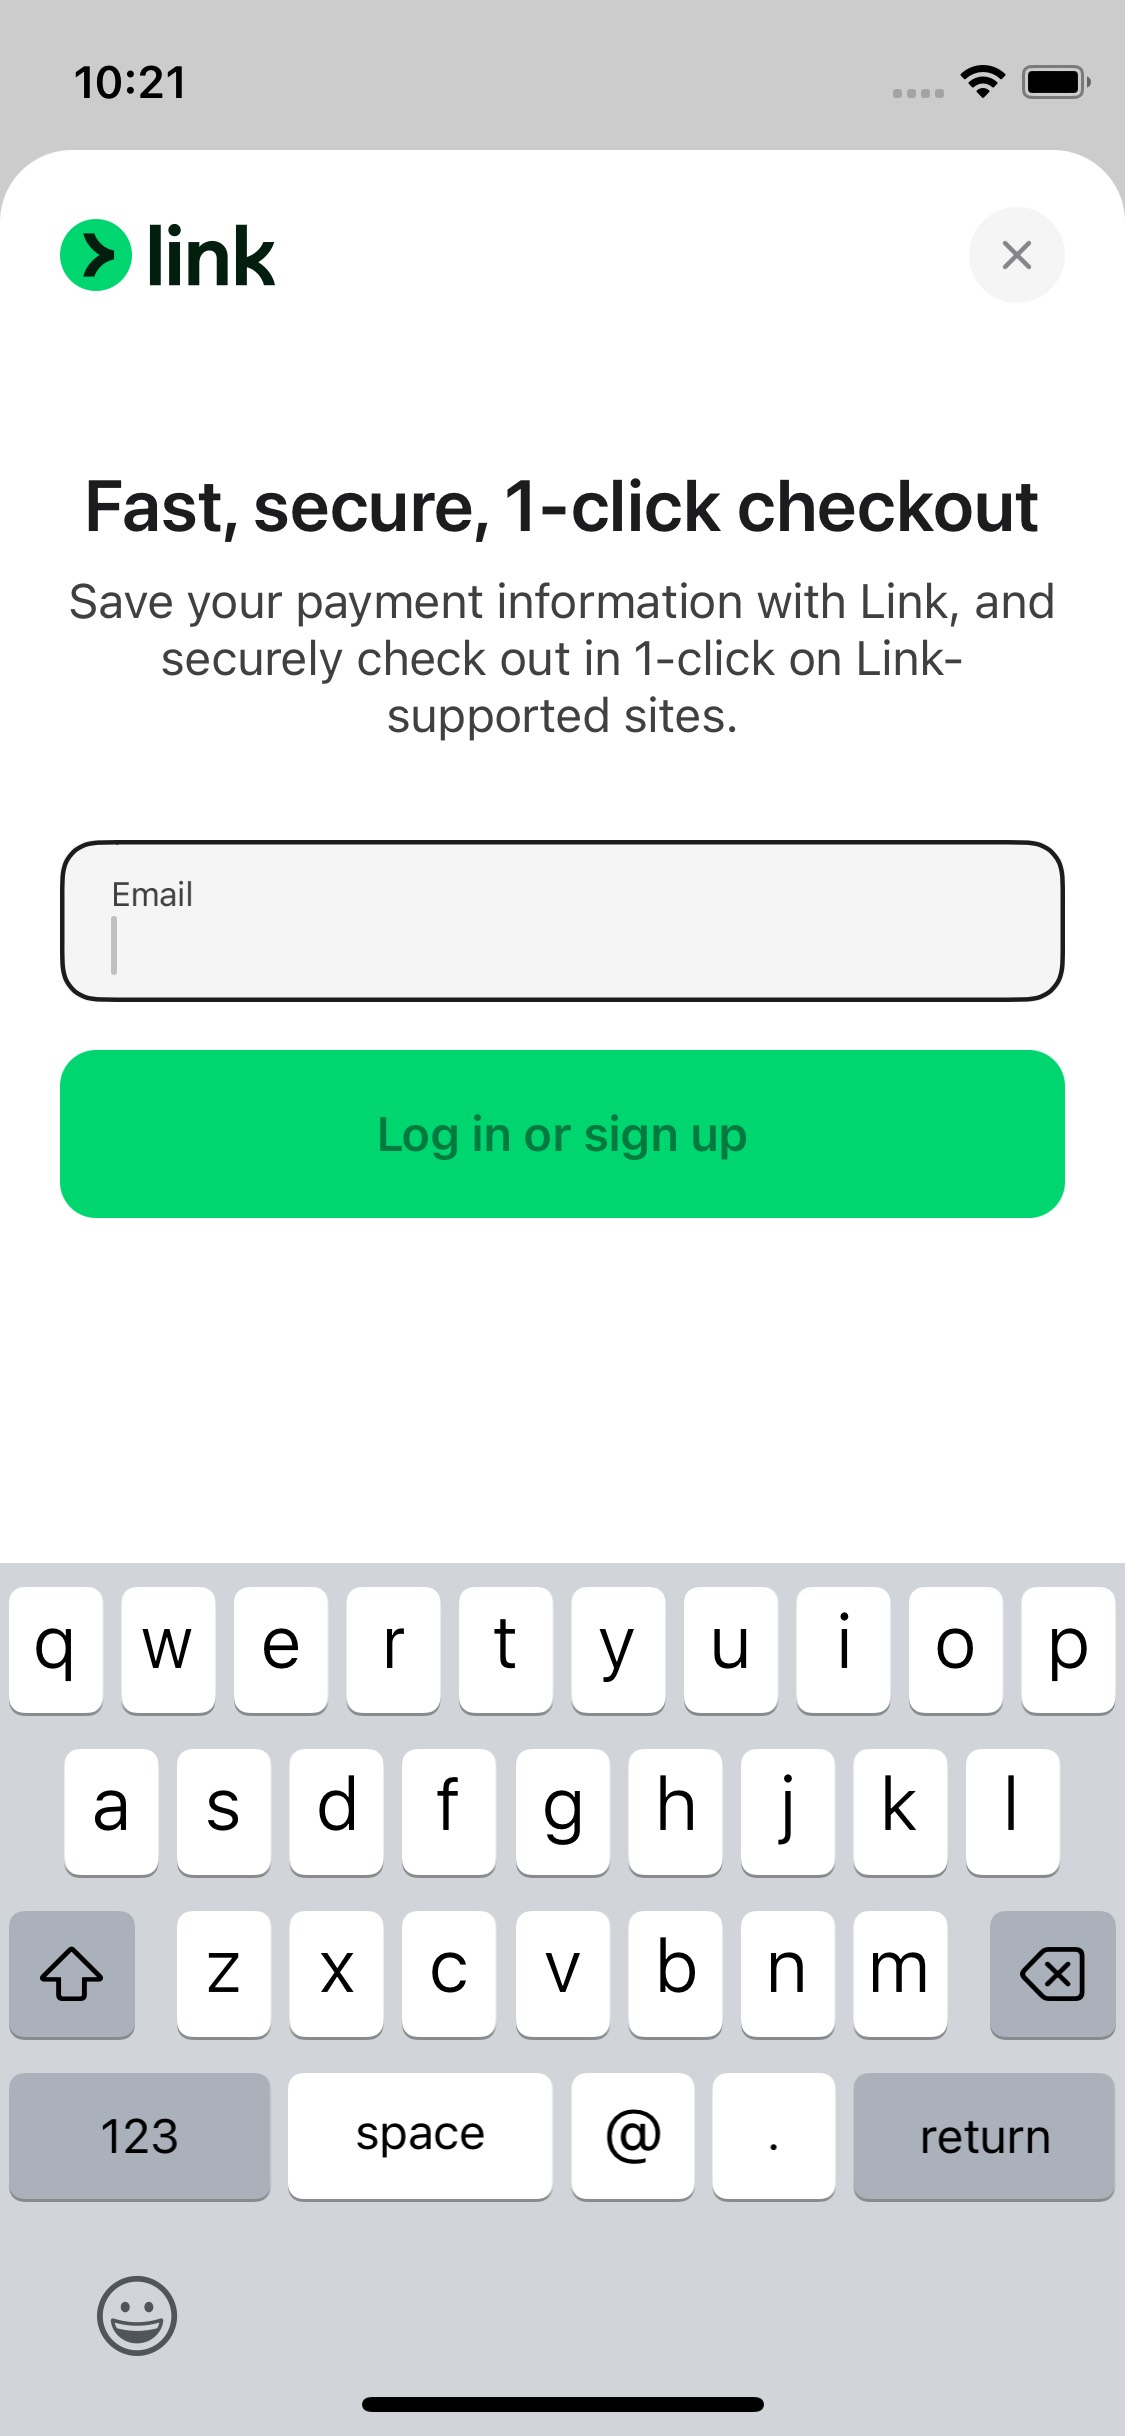 10:21
link
Fast, secure, 1-click checkout
Save your payment information with Link, and
securely check out in 1-click on Link-
supported sites.
Email
Log in or sign up
q w e r t y u i o p
a s d f g h j k l
z x c v b n m
123 space @ . return